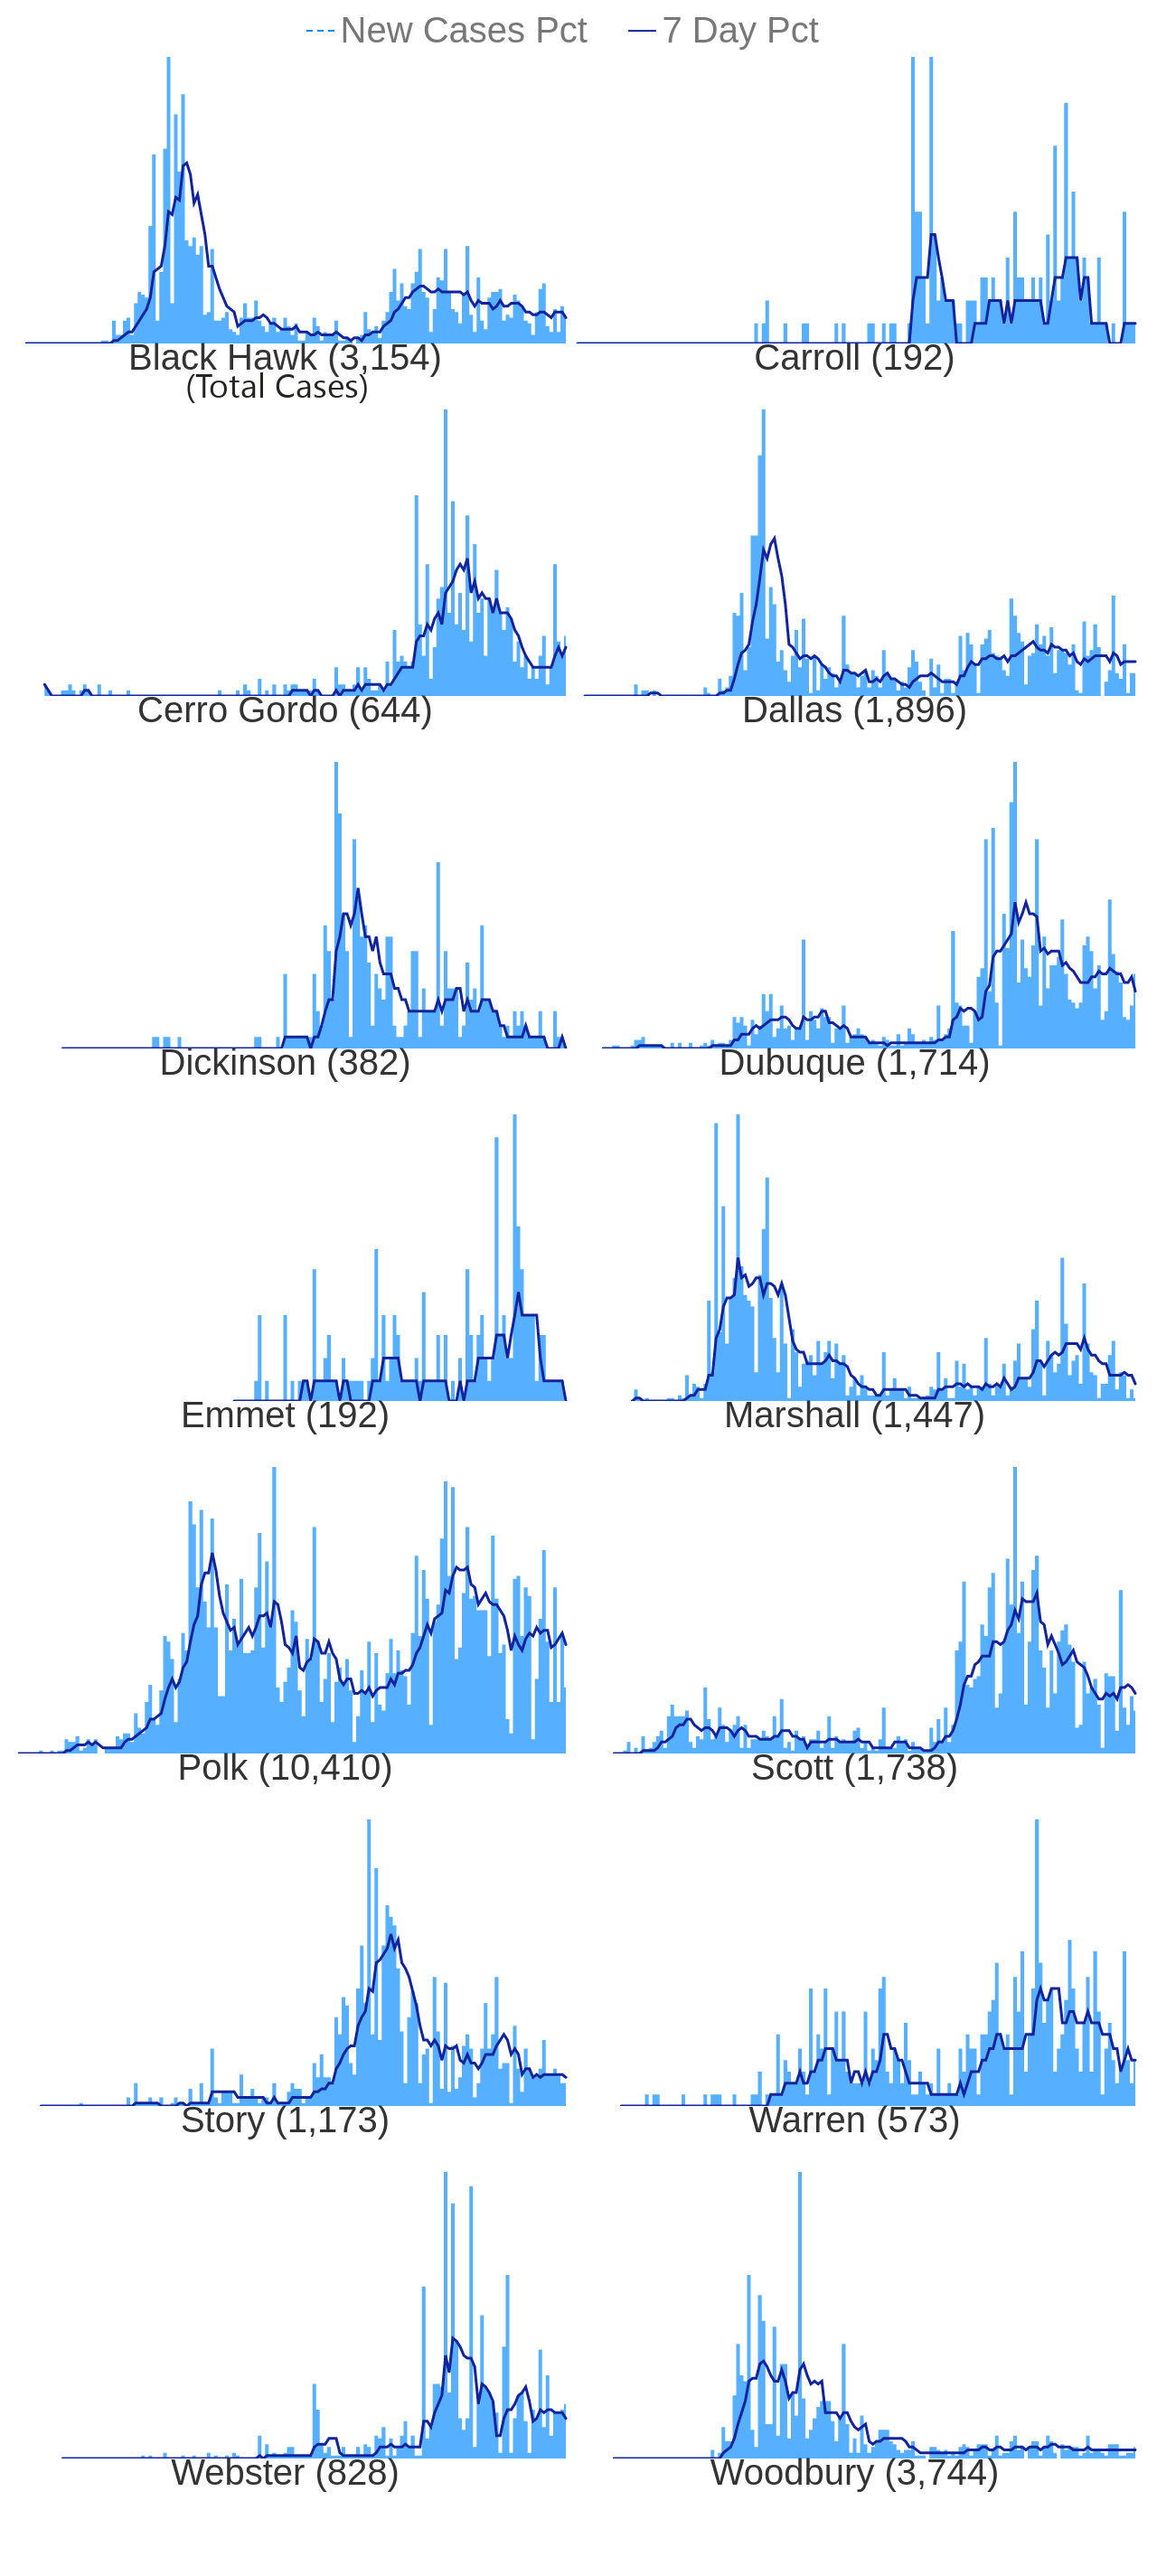 New Cases Pct 7 Day Pct
Black Hawk (3,154) Carroll (192)
(Total Cases)
Cerro Gordo (644) Dallas (1,896)
Dickinson (382) Dubuque (1,714)
Emmet (192) Marshall (1,447)
Polk (10,410) Scott (1,738)
Story (1,173) Warren (573)
Webster (828) Woodbury (3,744)